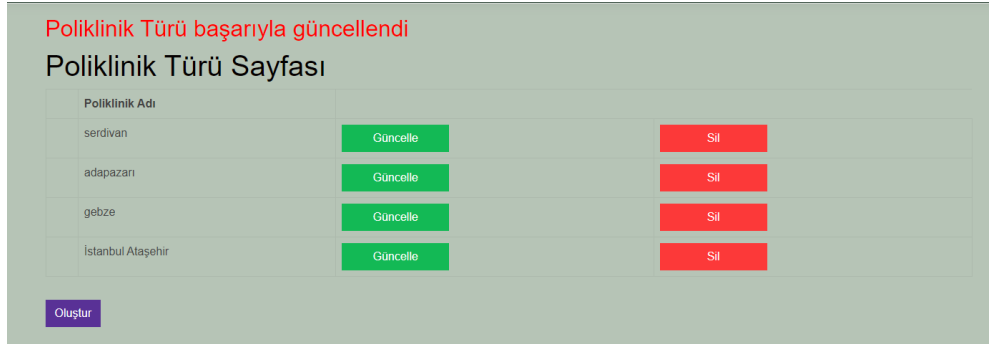 Poliklinik Türü başarıyla güncellendi
Poliklinik Türü Sayfası
Poliklinik Adı
serdivan Güncelle Sil
adapazarı Güncelle Sil
gebze Güncelle Sil
İstanbul Ataşehir Güncelle Sil
Oluştur